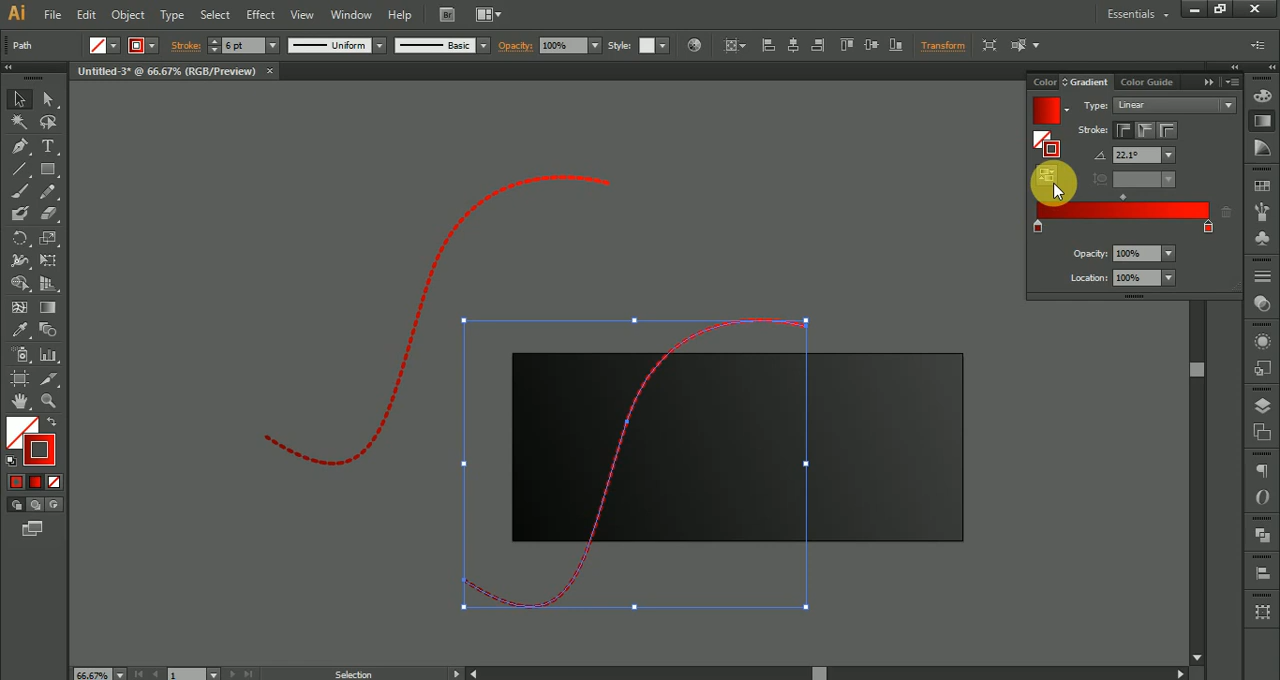 Ai File Edit Object Type Select Effect View Window Help Br Essentials
Path Stroke: 6 pt Uniform Basic Opacity: 100% Style: Transform
Untitled-3* @ 66.67% (RGB/Preview) ×
Color Gradient Color Guide
Type: Linear
Stroke:
22.1°
Opacity: 100%
Location: 100%
66.67% 1 Selection